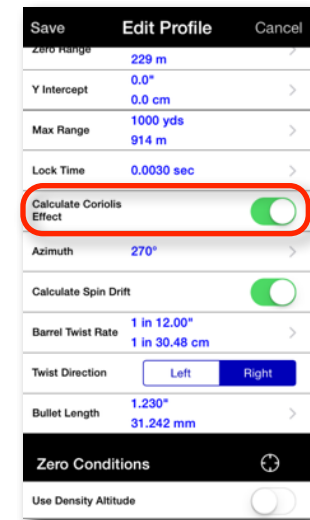 Save Edit Profile Cancel
Zero Range
229 m
Y Intercept
0.0"
0.0 cm
Max Range
1000 yds
914 m
Lock Time 0.0030 sec
Calculate Coriolis
Effect
Azimuth 270°
Calculate Spin Drift
Barrel Twist Rate
1 in 12.00"
1 in 30.48 cm
Twist Direction Left Right
Bullet Length
1.230"
31.242 mm
Zero Conditions
Use Density Altitude